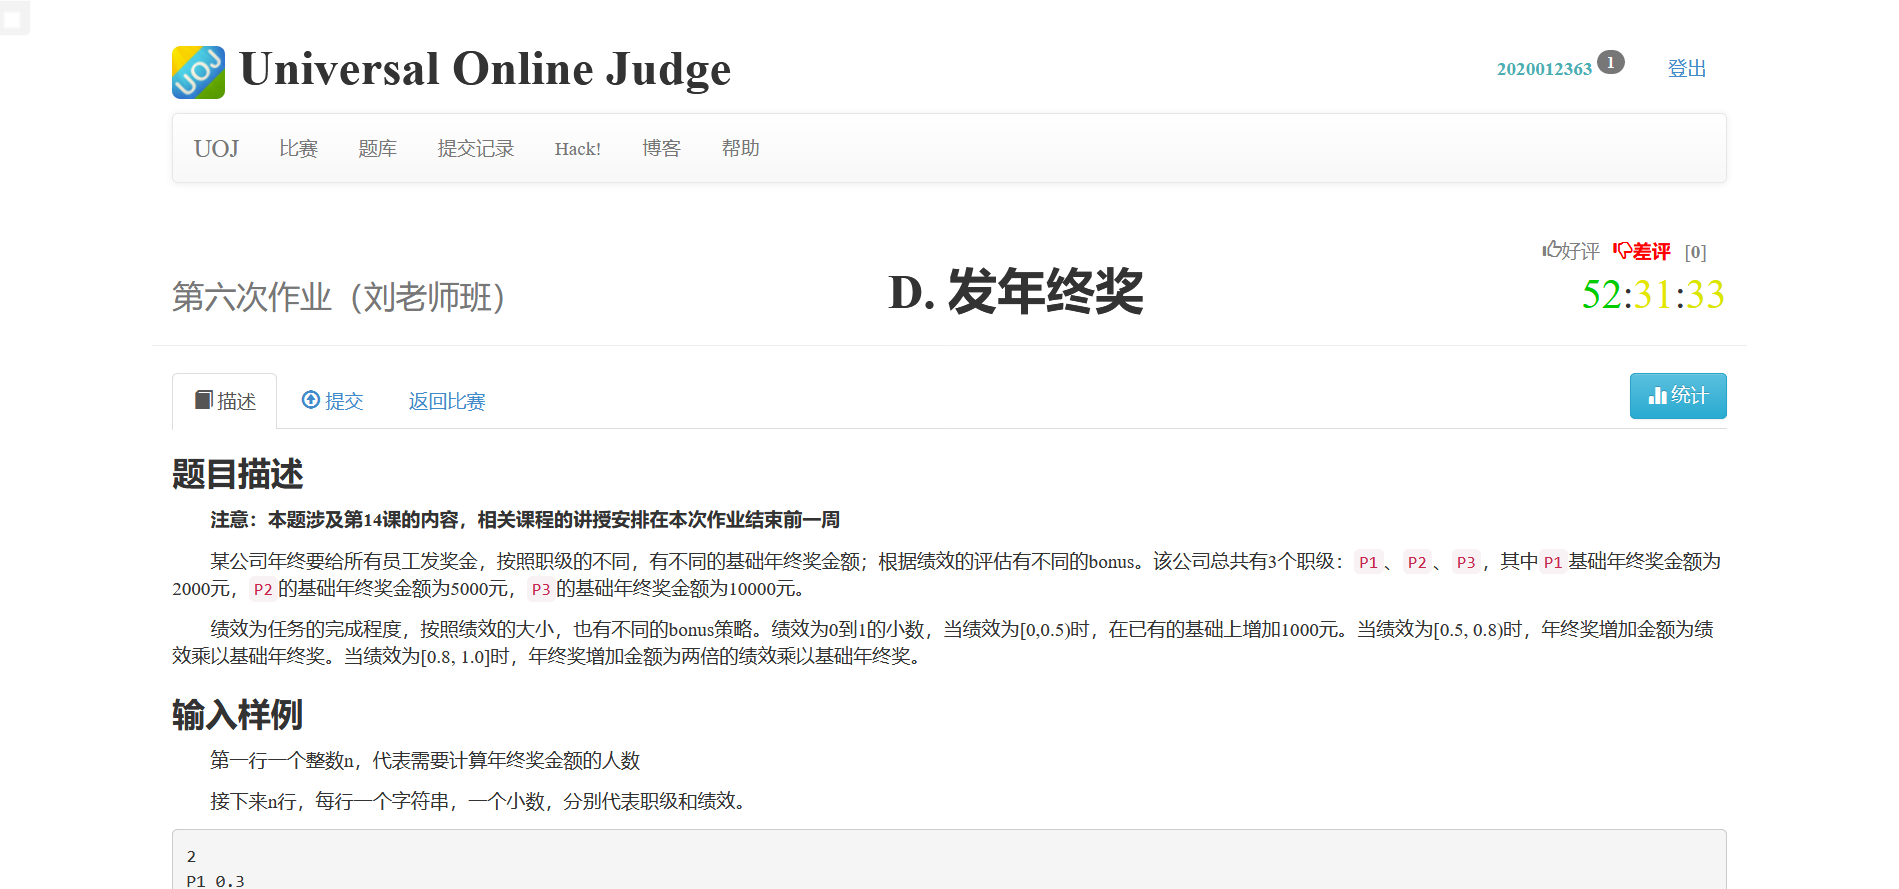 UOJ
Universal Online Judge
2020012363 1 登出
UOJ 比赛 题库 提交记录 Hack! 博客 帮助
好评 差评 [0]
第六次作业（刘老师班） D. 发年终奖 52:31:33
描述 提交 返回比赛 统计
题目描述
注意：本题涉及第14课的内容，相关课程的讲授安排在本次作业结束前一周
某公司年终要给所有员工发奖金，按照职级的不同，有不同的基础年终奖金额；根据绩效的评估有不同的bonus。该公司总共有3个职级：P1、P2、P3，其中P1基础年终奖金额为
2000元，P2的基础年终奖金额为5000元，P3的基础年终奖金额为10000元。
绩效为任务的完成程度，按照绩效的大小，也有不同的bonus策略。绩效为0到1的小数，当绩效为[0,0.5)时，在已有的基础上增加1000元。当绩效为[0.5, 0.8)时，年终奖增加金额为绩
效乘以基础年终奖。当绩效为[0.8, 1.0]时，年终奖增加金额为两倍的绩效乘以基础年终奖。
输入样例
第一行一个整数n，代表需要计算年终奖金额的人数
接下来n行，每行一个字符串，一个小数，分别代表职级和绩效。
2
P1 0.3